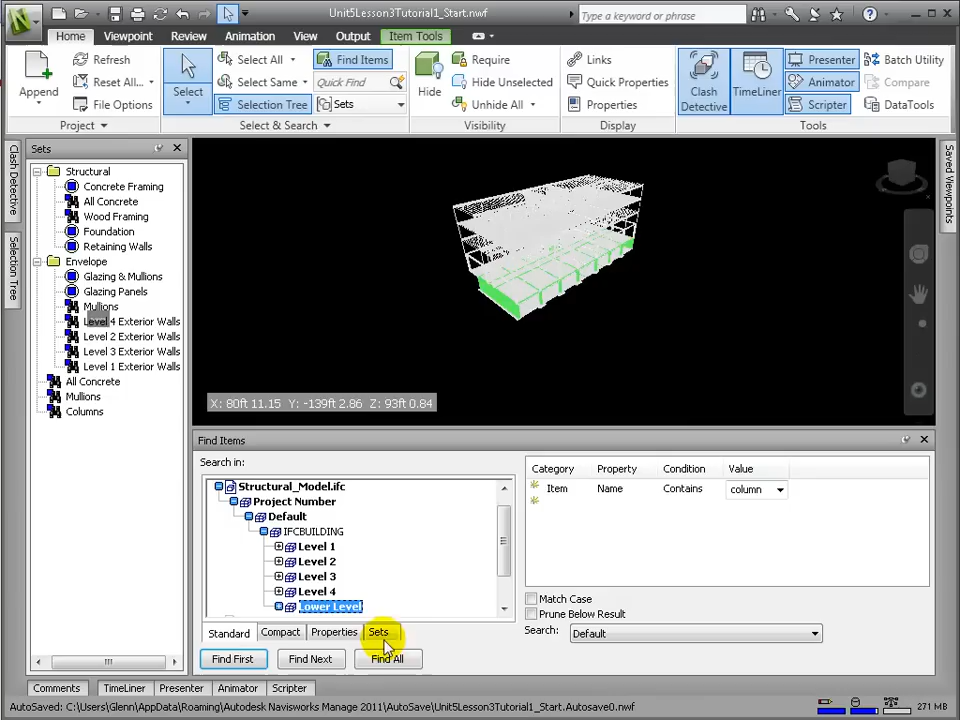 Unit5Lesson3Tutorial1_Start.nwf
Type a keyword or phrase
Home Viewpoint Review Animation View Output Item Tools
Append
Refresh
Reset All...
File Options
Project
Select
Select All
Select Same
Selection Tree
Find Items
Quick Find
Sets
Select & Search
Hide
Require
Hide Unselected
Unhide All
Visibility
Links
Quick Properties
Properties
Display
Clash Detective
TimeLiner
Presenter
Animator
Scripter
Batch Utility
Compare
DataTools
Tools
Clash Detective
Selection Tree
Sets
Structural
Concrete Framing
All Concrete
Wood Framing
Foundation
Retaining Walls
Envelope
Glazing & Mullions
Glazing Panels
Mullions
Level 4 Exterior Walls
Level 2 Exterior Walls
Level 3 Exterior Walls
Level 1 Exterior Walls
All Concrete
Mullions
Columns
X: 80ft 11.15 Y: -139ft 2.86 Z: 93ft 0.84
Saved Viewpoints
Find Items
Search in:
Structural_Model.ifc
Project Number
Default
IFCBUILDING
Level 1
Level 2
Level 3
Level 4
Lower Level
Standard Compact Properties Sets
Find First Find Next Find All
Category Property Condition Value
Item Name Contains column
Match Case
Prune Below Result
Search: Default
Comments TimeLiner Presenter Animator Scripter
AutoSaved: C:\Users\Glenn\AppData\Roaming\Autodesk Navisworks Manage 2011\AutoSave\Unit5Lesson3Tutorial1_Start.Autosave0.nwf
271 MB